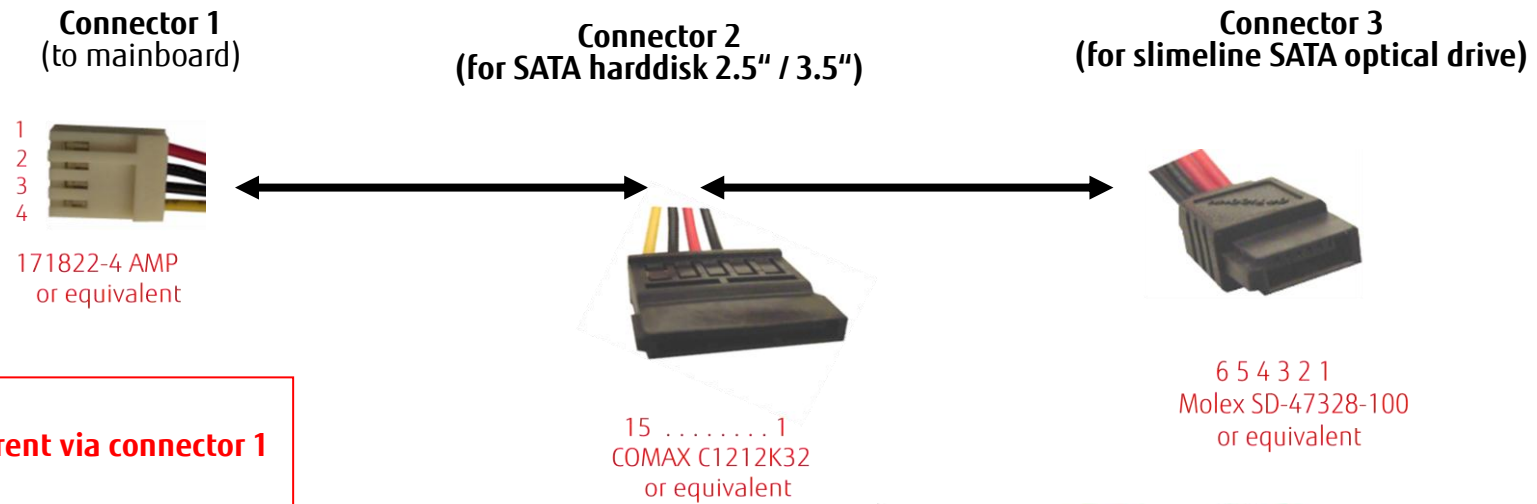 Connector 1
(to mainboard)
Connector 2
(for SATA harddisk 2.5“ / 3.5“)
Connector 3
(for slimeline SATA optical drive)
1
2
3
4
171822-4 AMP
or equivalent
15 . . . . . . . . 1
COMAX C1212K32
or equivalent
6 5 4 3 2 1
Molex SD-47328-100
or equivalent
via connector 1